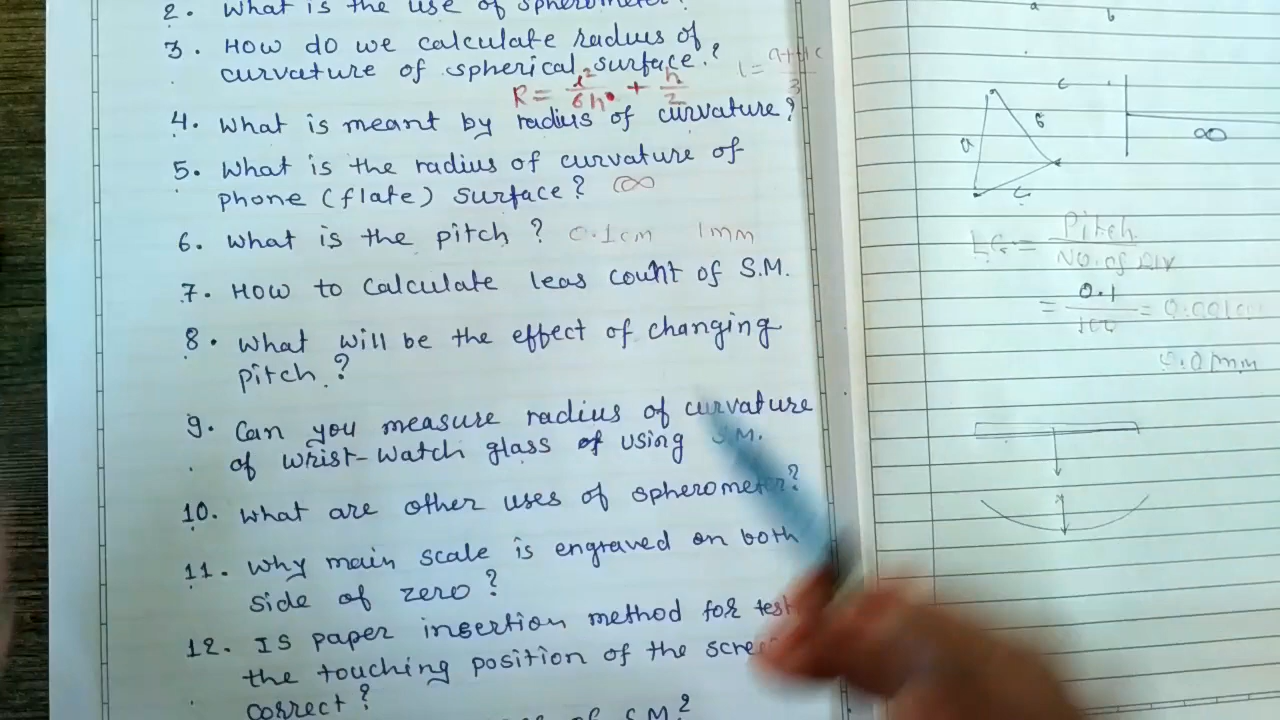 2. What is the use of spherometer?
3. How do we calculate radius of
curvature of spherical surface?
l = a+b+c
3
R = l²/6h + h/2
4. What is meant by radius of curvature?
5. What is the radius of curvature of
phone (flate) surface? ∞
6. What is the pitch? 0.1cm 1mm
7. How to calculate leas count of S.M.
8. What will be the effect of changing
pitch.?
9. Can you measure radius of curvature
of wrist-watch glass of using S.M.
10. What are other uses of spherometer?
11. Why main scale is engraved on both
side of zero?
12. Is paper insertion method for test
the touching position of the
correct?
of SM?
a b
c
a b
∞
c
LC = Pitch
No. of Div
= 0.1/100 = 0.001cm